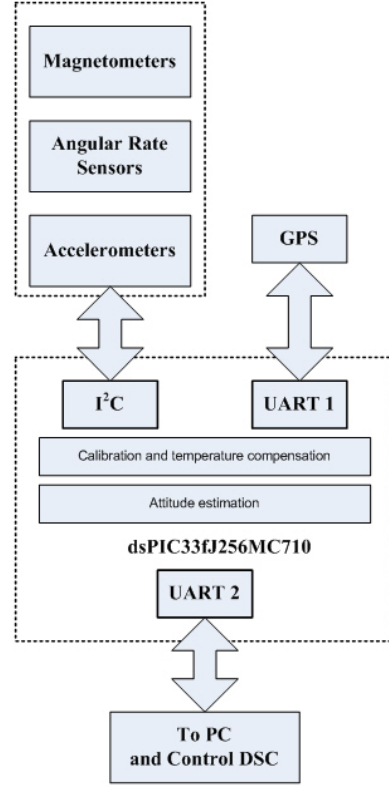 Magnetometers
Angular Rate
Sensors
Accelerometers
GPS
I²C
UART 1
Calibration and temperature compensation
Attitude estimation
dsPIC33fJ256MC710
UART 2
To PC
and Control DSC